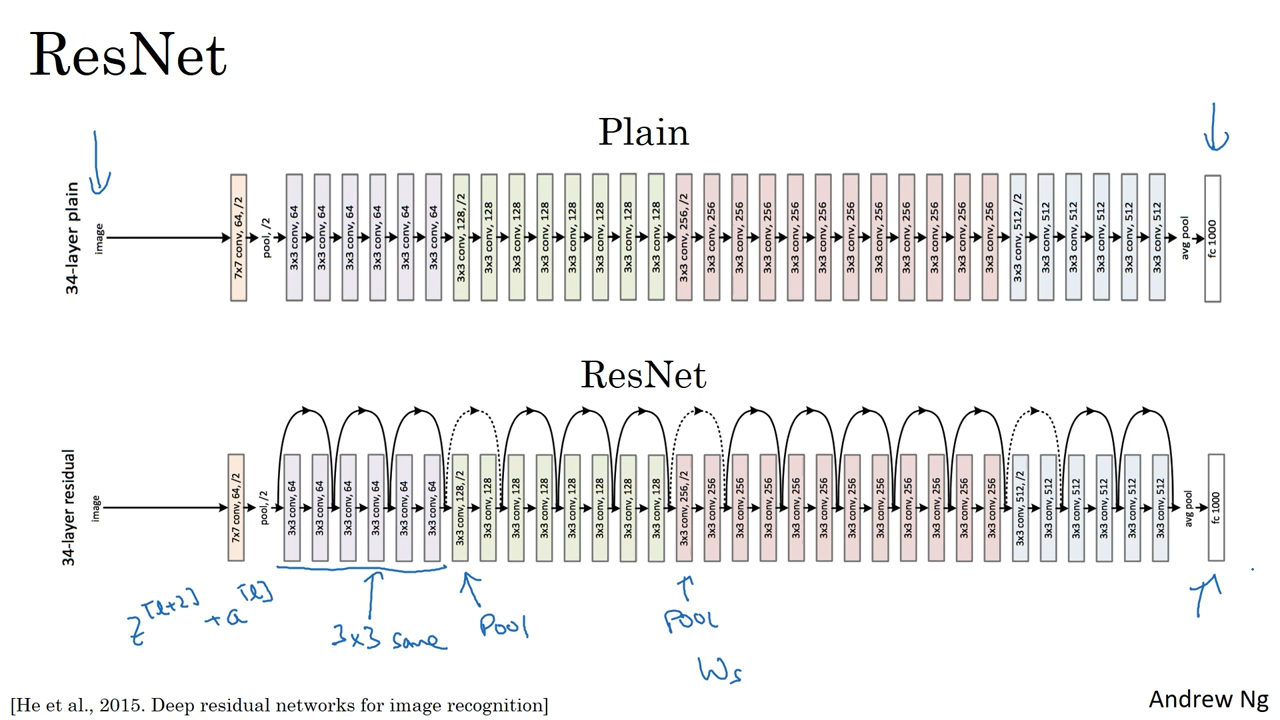 ResNet
Plain
34-layer plain
image
7x7 conv, 64, /2
pool, /2
3x3 conv, 64
3x3 conv, 64
3x3 conv, 64
3x3 conv, 64
3x3 conv, 64
3x3 conv, 64
3x3 conv, 128, /2
3x3 conv, 128
3x3 conv, 128
3x3 conv, 128
3x3 conv, 128
3x3 conv, 128
3x3 conv, 128
3x3 conv, 128
3x3 conv, 256, /2
3x3 conv, 256
3x3 conv, 256
3x3 conv, 256
3x3 conv, 256
3x3 conv, 256
3x3 conv, 256
3x3 conv, 256
3x3 conv, 256
3x3 conv, 256
3x3 conv, 256
3x3 conv, 256
3x3 conv, 512, /2
3x3 conv, 512
3x3 conv, 512
3x3 conv, 512
3x3 conv, 512
3x3 conv, 512
avg pool
fc 1000
ResNet
34-layer residual
image
7x7 conv, 64, /2
pool, /2
3x3 conv, 64
3x3 conv, 64
3x3 conv, 64
3x3 conv, 64
3x3 conv, 64
3x3 conv, 64
3x3 conv, 128, /2
3x3 conv, 128
3x3 conv, 128
3x3 conv, 128
3x3 conv, 128
3x3 conv, 128
3x3 conv, 128
3x3 conv, 128
3x3 conv, 256, /2
3x3 conv, 256
3x3 conv, 256
3x3 conv, 256
3x3 conv, 256
3x3 conv, 256
3x3 conv, 256
3x3 conv, 256
3x3 conv, 256
3x3 conv, 256
3x3 conv, 256
3x3 conv, 256
3x3 conv, 512, /2
3x3 conv, 512
3x3 conv, 512
3x3 conv, 512
3x3 conv, 512
3x3 conv, 512
avg pool
fc 1000
z[l+2] + a[l]
3x3 same
Pool
Pool
Ws
[He et al., 2015. Deep residual networks for image recognition]
Andrew Ng